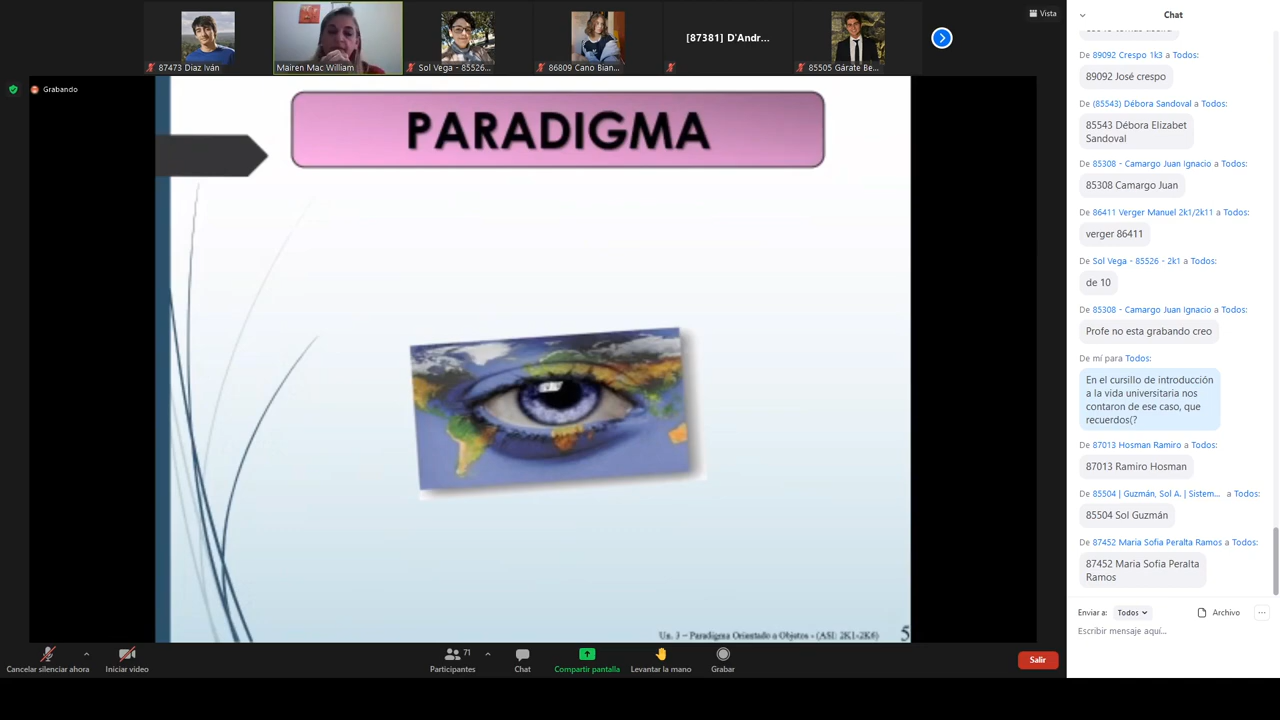 Vista
[87381] D'Andr...
87473 Diaz Iván
Mairen Mac William
Sol Vega - 85526...
86809 Cano Bian...
85505 Gárate Be...
Grabando
PARADIGMA
Un. 3 – Paradigma Orientado a Objetos - (ASI: 2K1-2K6)
5
Cancelar silenciar ahora
Iniciar video
Participantes
71
Chat
Compartir pantalla
Levantar la mano
Grabar
Salir
Chat
De 89092 Crespo 1k3 a Todos:
89092 José crespo
De (85543) Débora Sandoval a Todos:
85543 Débora Elizabet
Sandoval
De 85308 - Camargo Juan Ignacio a Todos:
85308 Camargo Juan
De 86411 Verger Manuel 2k1/2k11 a Todos:
verger 86411
De Sol Vega - 85526 - 2k1 a Todos:
de 10
De 85308 - Camargo Juan Ignacio a Todos:
Profe no esta grabando creo
De mí para Todos:
En el cursillo de introducción
a la vida universitaria nos
contaron de ese caso, que
recuerdos(?
De 87013 Hosman Ramiro a Todos:
87013 Ramiro Hosman
De 85504 | Guzmán, Sol A. | Sistem... a Todos:
85504 Sol Guzmán
De 87452 Maria Sofia Peralta Ramos a Todos:
87452 Maria Sofia Peralta
Ramos
Enviar a: Todos
Archivo
...
Escribir mensaje aquí...